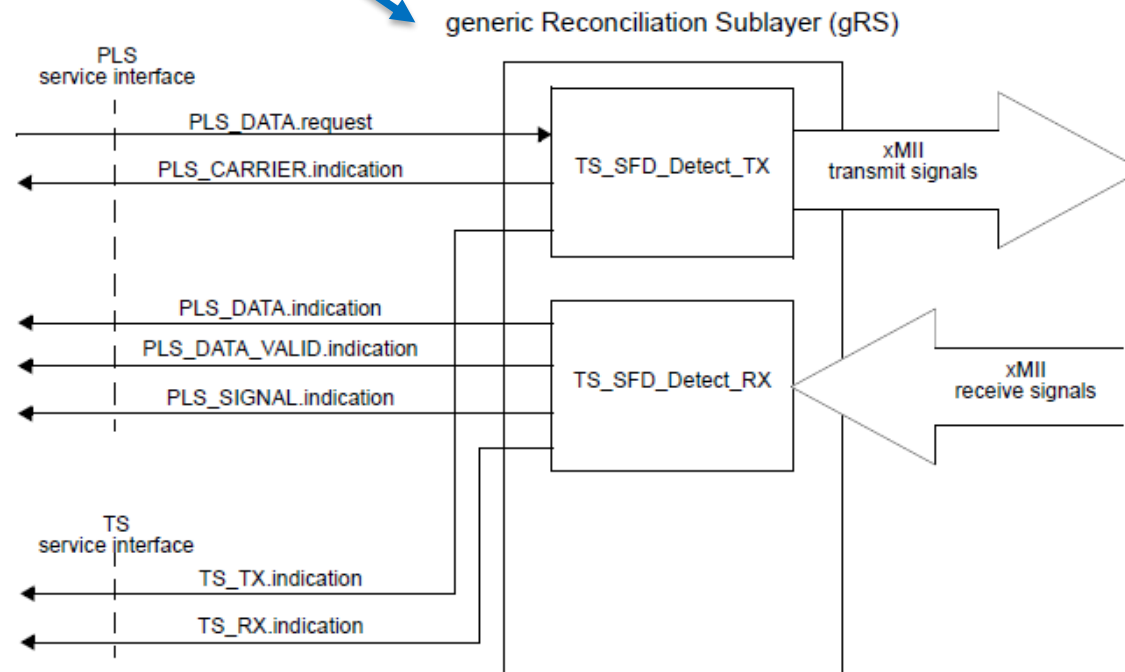 generic Reconciliation Sublayer (gRS)
PLS
service interface
PLS_DATA.request
PLS_CARRIER.indication
TS_SFD_Detect_TX
xMII
transmit signals
PLS_DATA.indication
PLS_DATA_VALID.indication
PLS_SIGNAL.indication
TS_SFD_Detect_RX
xMII
receive signals
TS
service interface
TS_TX.indication
TS_RX.indication